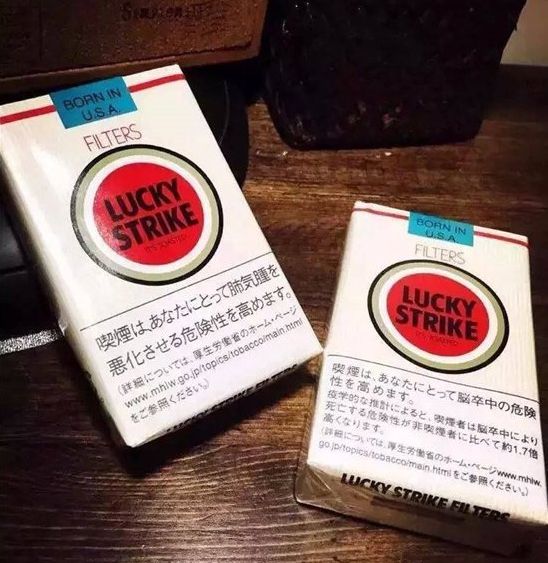 BORN IN
U.S.A.
FILTERS
LUCKY
STRIKE
IT'S TOASTED
喫煙は、あなたにとって肺気腫を
悪化させる危険性を高めます。
(詳細については、厚生労働省のホーム・ページ
www.mhlw.go.jp/topics/tobacco/main.html
をご参照ください。)
LUCKY STRIKE FILTERS
BORN IN
U.S.A.
FILTERS
LUCKY
STRIKE
IT'S TOASTED
喫煙は、あなたにとって脳卒中の危険
性を高めます。
疫学的な推計によると、喫煙者は脳卒中により
死亡する危険性が非喫煙者に比べて約1.7倍
高くなります。
(詳細については、厚生労働省のホーム・ページwww.mhlw.
go.jp/topics/tobacco/main.htmlをご参照ください。)
LUCKY STRIKE FILTERS